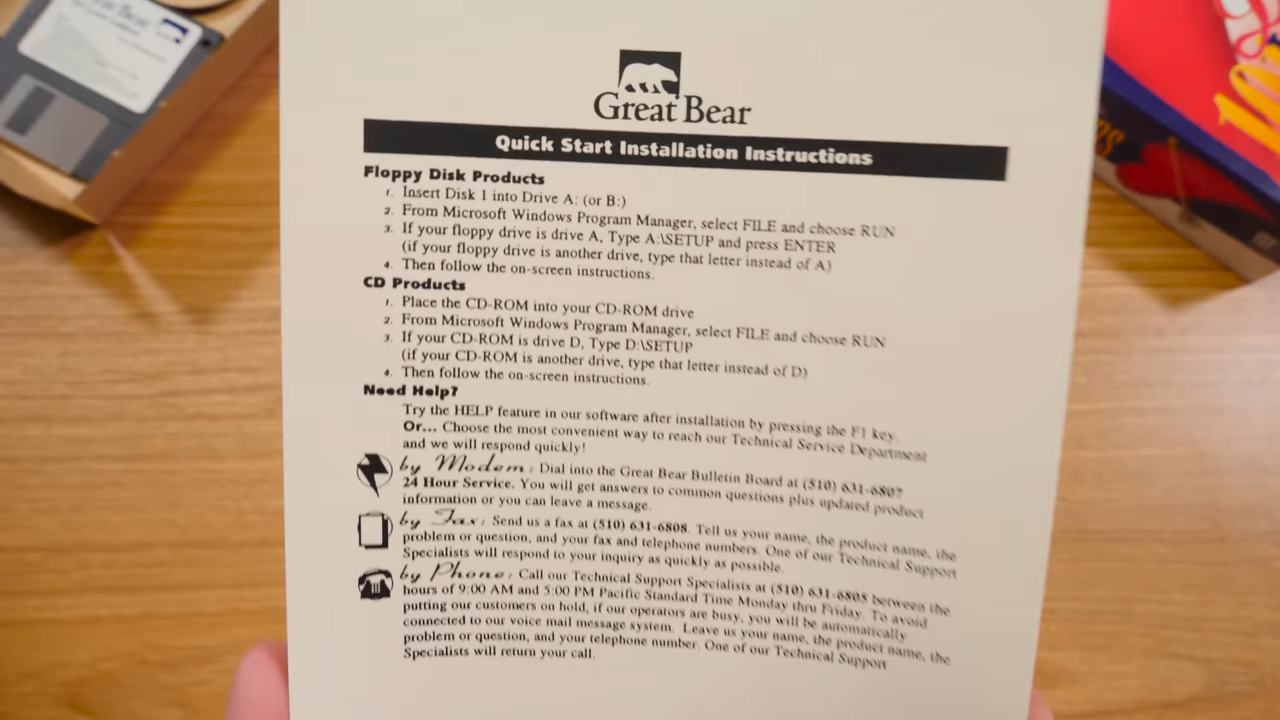 Great Bear
Quick Start Installation Instructions
Floppy Disk Products
1. Insert Disk 1 into Drive A: (or B:)
2. From Microsoft Windows Program Manager, select FILE and choose RUN
3. If your floppy drive is drive A, Type A:\SETUP and press ENTER
(if your floppy drive is another drive, type that letter instead of A)
4. Then follow the on-screen instructions.
CD Products
1. Place the CD-ROM into your CD-ROM drive
2. From Microsoft Windows Program Manager, select FILE and choose RUN
3. If your CD-ROM is drive D, Type D:\SETUP
(if your CD-ROM is another drive, type that letter instead of D)
4. Then follow the on-screen instructions.
Need Help?
Try the HELP feature in our software after installation by pressing the F1 key.
Or... Choose the most convenient way to reach our Technical Service Department
and we will respond quickly!
by Modem: Dial into the Great Bear Bulletin Board at (510) 631-6807
24 Hour Service. You will get answers to common questions plus updated product
information or you can leave a message.
by Fax: Send us a fax at (510) 631-6808. Tell us your name, the product name, the
problem or question, and your fax and telephone numbers. One of our Technical Support
Specialists will respond to your inquiry as quickly as possible.
by Phone: Call our Technical Support Specialists at (510) 631-6805 between the
hours of 9:00 AM and 5:00 PM Pacific Standard Time Monday thru Friday. To avoid
putting our customers on hold, if our operators are busy, you will be automatically
connected to our voice mail message system. Leave us your name, the product name, the
problem or question, and your telephone number. One of our Technical Support
Specialists will return your call.